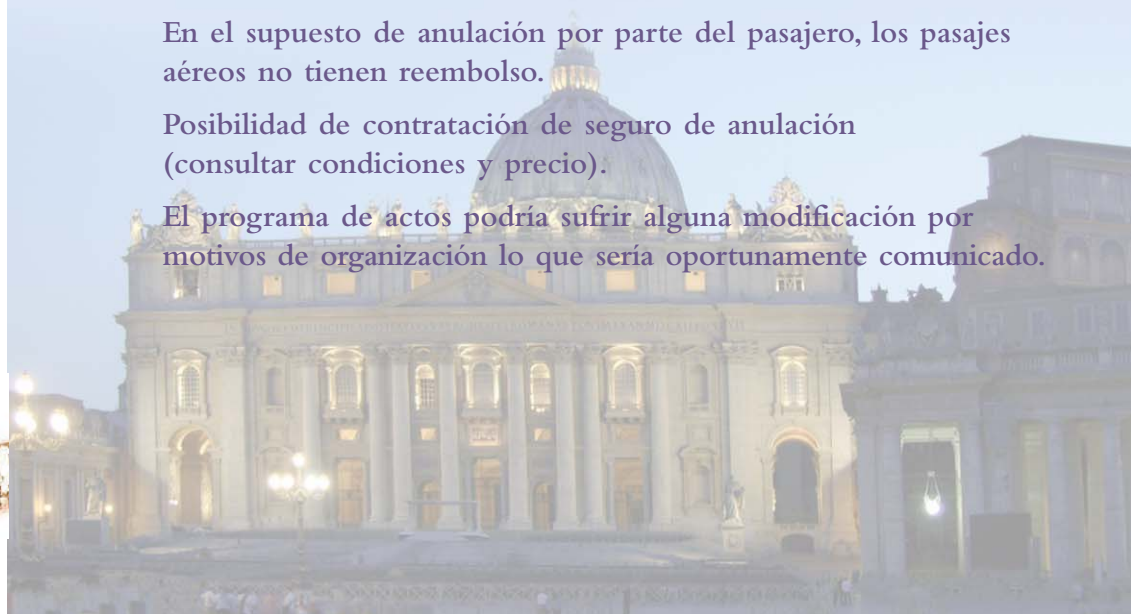 En el supuesto de anulación por parte del pasajero, los pasajes
aéreos no tienen reembolso.
Posibilidad de contratación de seguro de anulación
(consultar condiciones y precio).
El programa de actos podría sufrir alguna modificación por
motivos de organización lo que sería oportunamente comunicado.